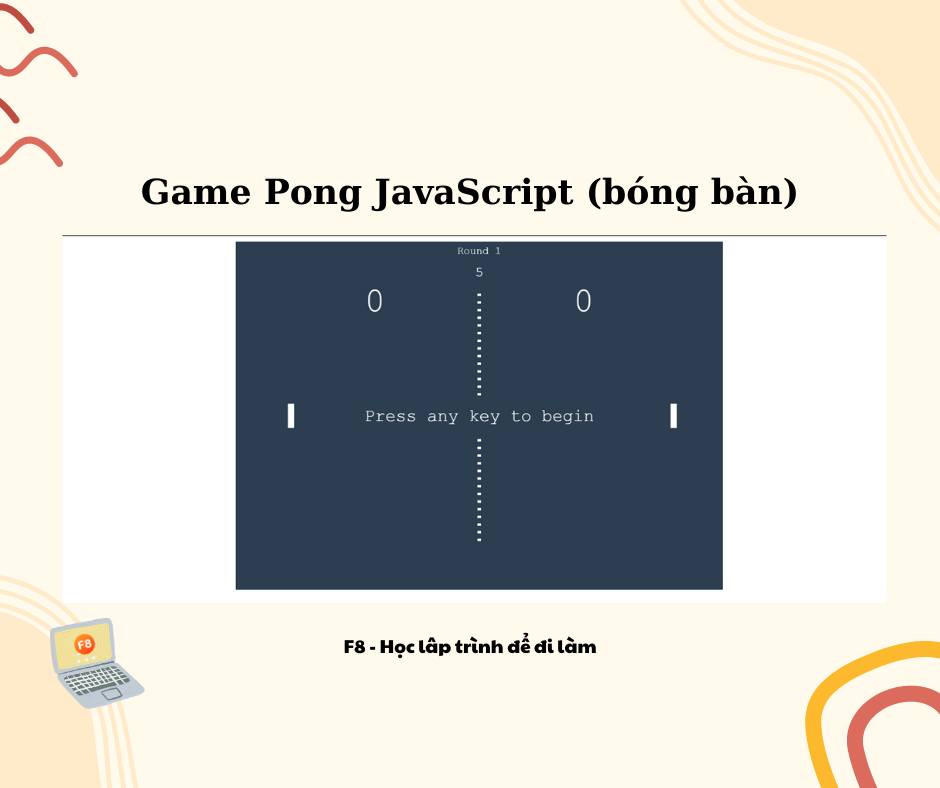 Game Pong JavaScript (bóng bàn)
Round 1
5
0 0
Press any key to begin
F8
F8 - Học lâp trình để đi làm